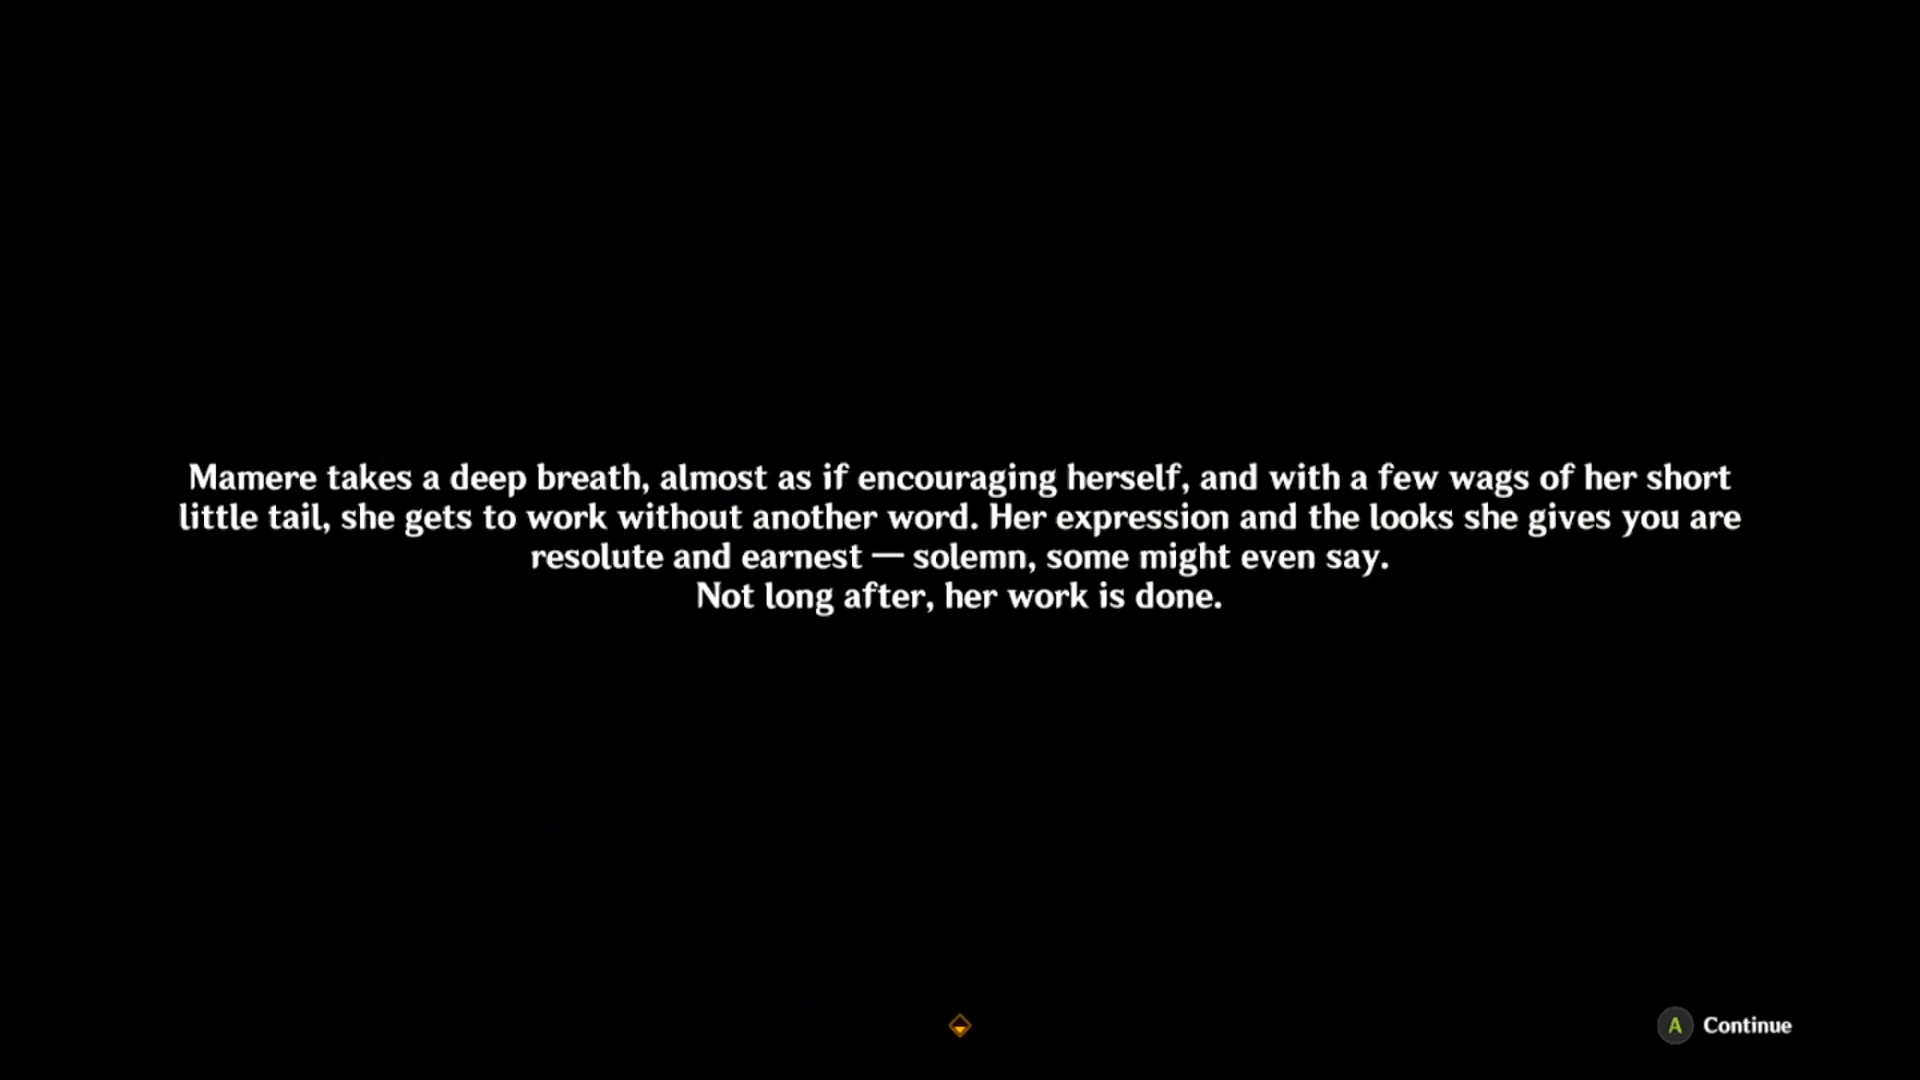 Mamere takes a deep breath, almost as if encouraging herself, and with a few wags of her short
little tail, she gets to work without another word. Her expression and the looks she gives you are
resolute and earnest — solemn, some might even say.
Not long after, her work is done.
A Continue